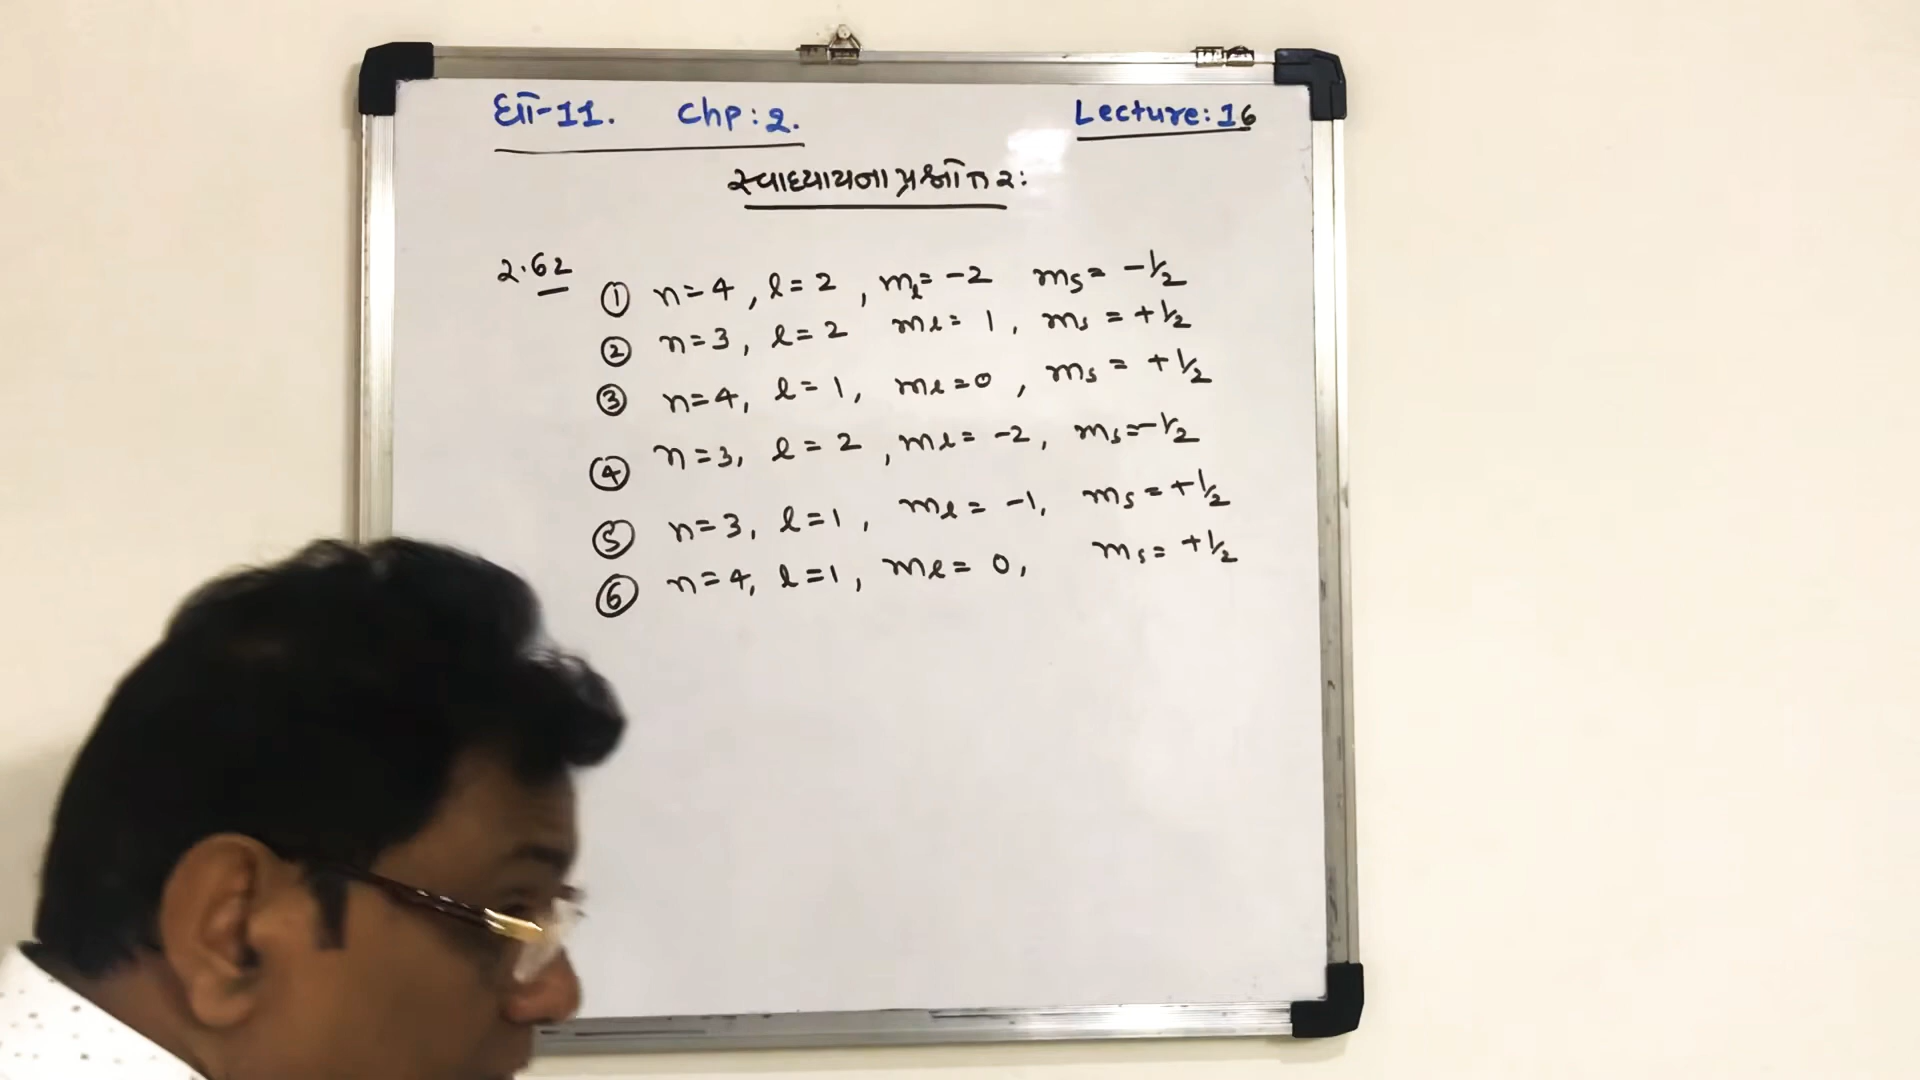 ધો-11. Chp: 2. Lecture: 16
સ્વાધ્યાયના પ્રશ્નોત્તર:
2.62
① n=4, l=2, mₗ=-2 ms=-1/2
② n=3, l=2 ml=1, ms=+1/2
③ n=4, l=1, ml=0, ms=+1/2
④ n=3, l=2, ml=-2, ms=-1/2
⑤ n=3, l=1, ml=-1, ms=+1/2
⑥ n=4, l=1, ml=0, ms=+1/2